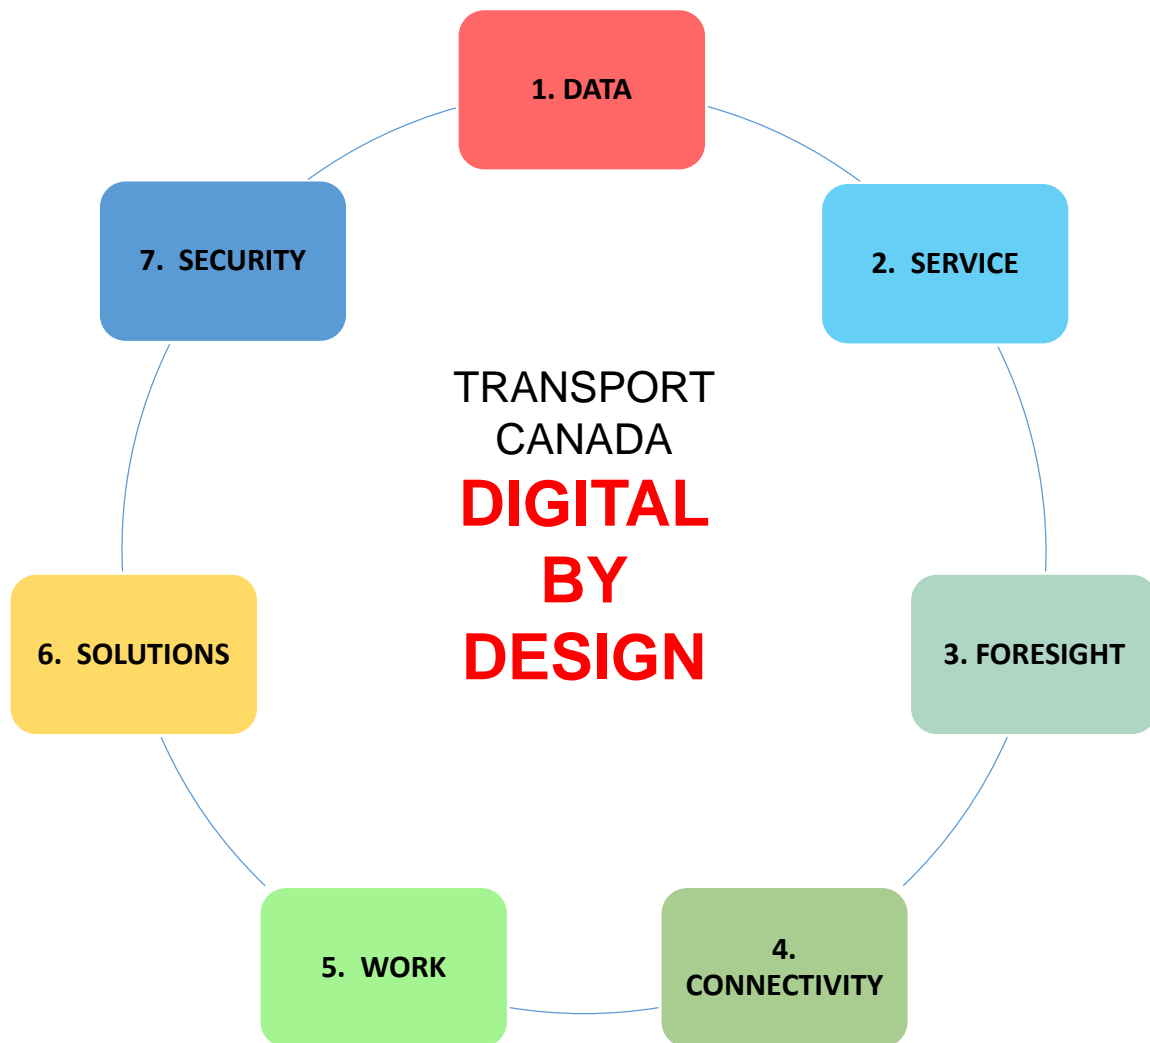 1. DATA
7. SECURITY
2. SERVICE
TRANSPORT
CANADA
DIGITAL
BY
DESIGN
6. SOLUTIONS
3. FORESIGHT
5. WORK
4.
CONNECTIVITY